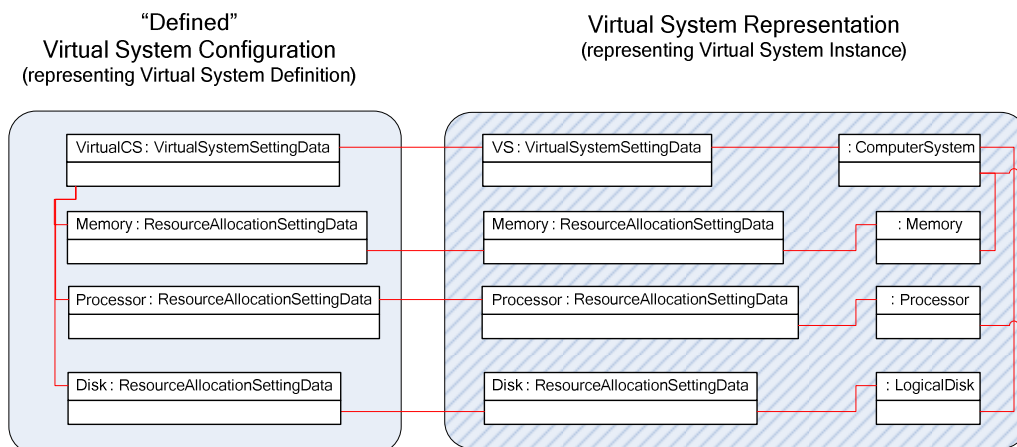 “Defined”
Virtual System Configuration
(representing Virtual System Definition)
Virtual System Representation
(representing Virtual System Instance)
VirtualCS : VirtualSystemSettingData
VS : VirtualSystemSettingData
: ComputerSystem
Memory : ResourceAllocationSettingData
Memory : ResourceAllocationSettingData
: Memory
Processor : ResourceAllocationSettingData
Processor : ResourceAllocationSettingData
: Processor
Disk : ResourceAllocationSettingData
Disk : ResourceAllocationSettingData
: LogicalDisk